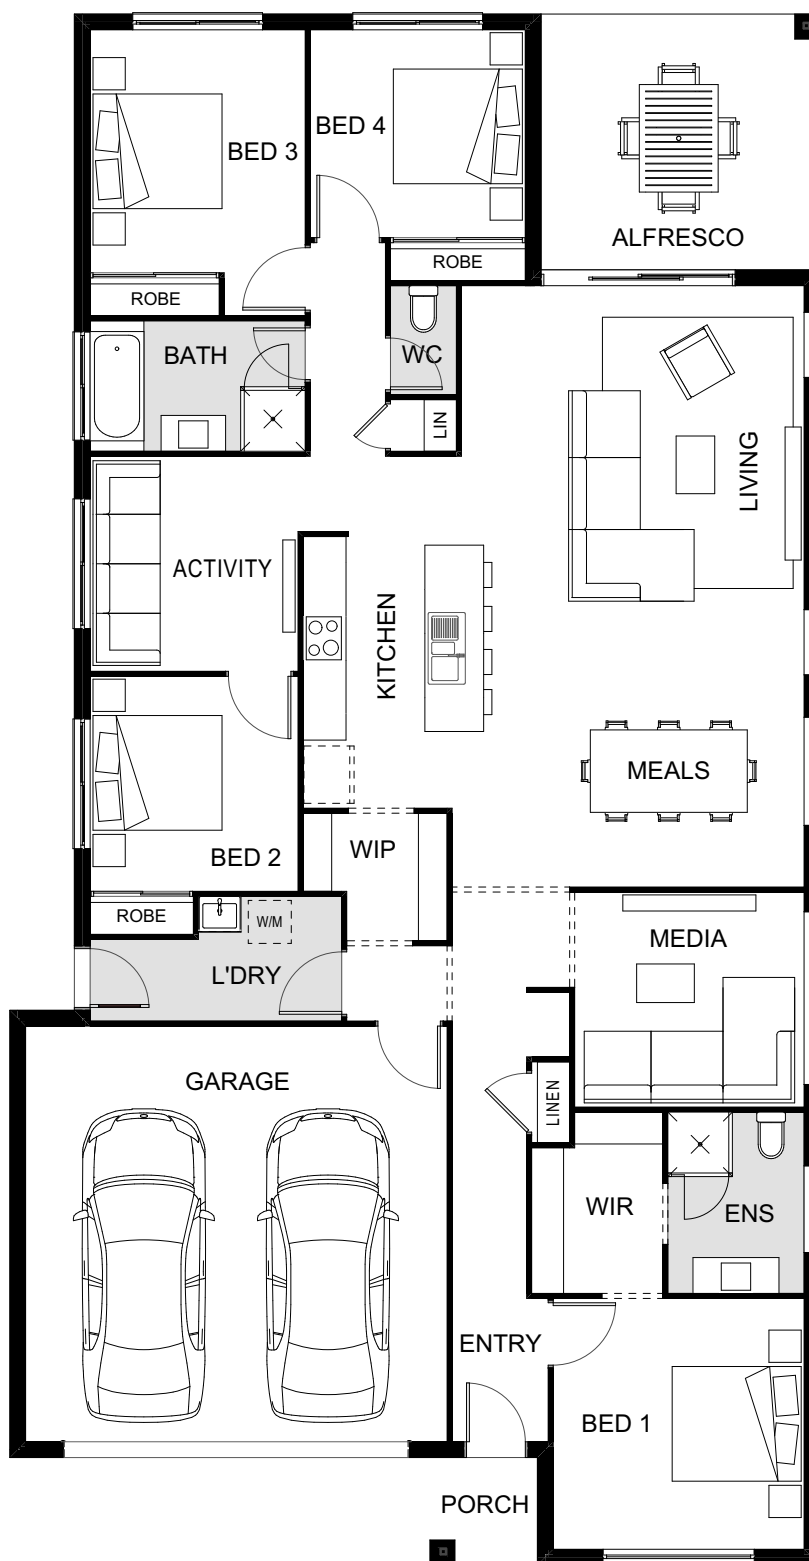 BED 3
BED 4
ALFRESCO
ROBE
ROBE
BATH
WC
LIN
LIVING
ACTIVITY
KITCHEN
MEALS
BED 2
WIP
ROBE
W/M
L'DRY
MEDIA
GARAGE
LINEN
WIR
ENS
ENTRY
BED 1
PORCH